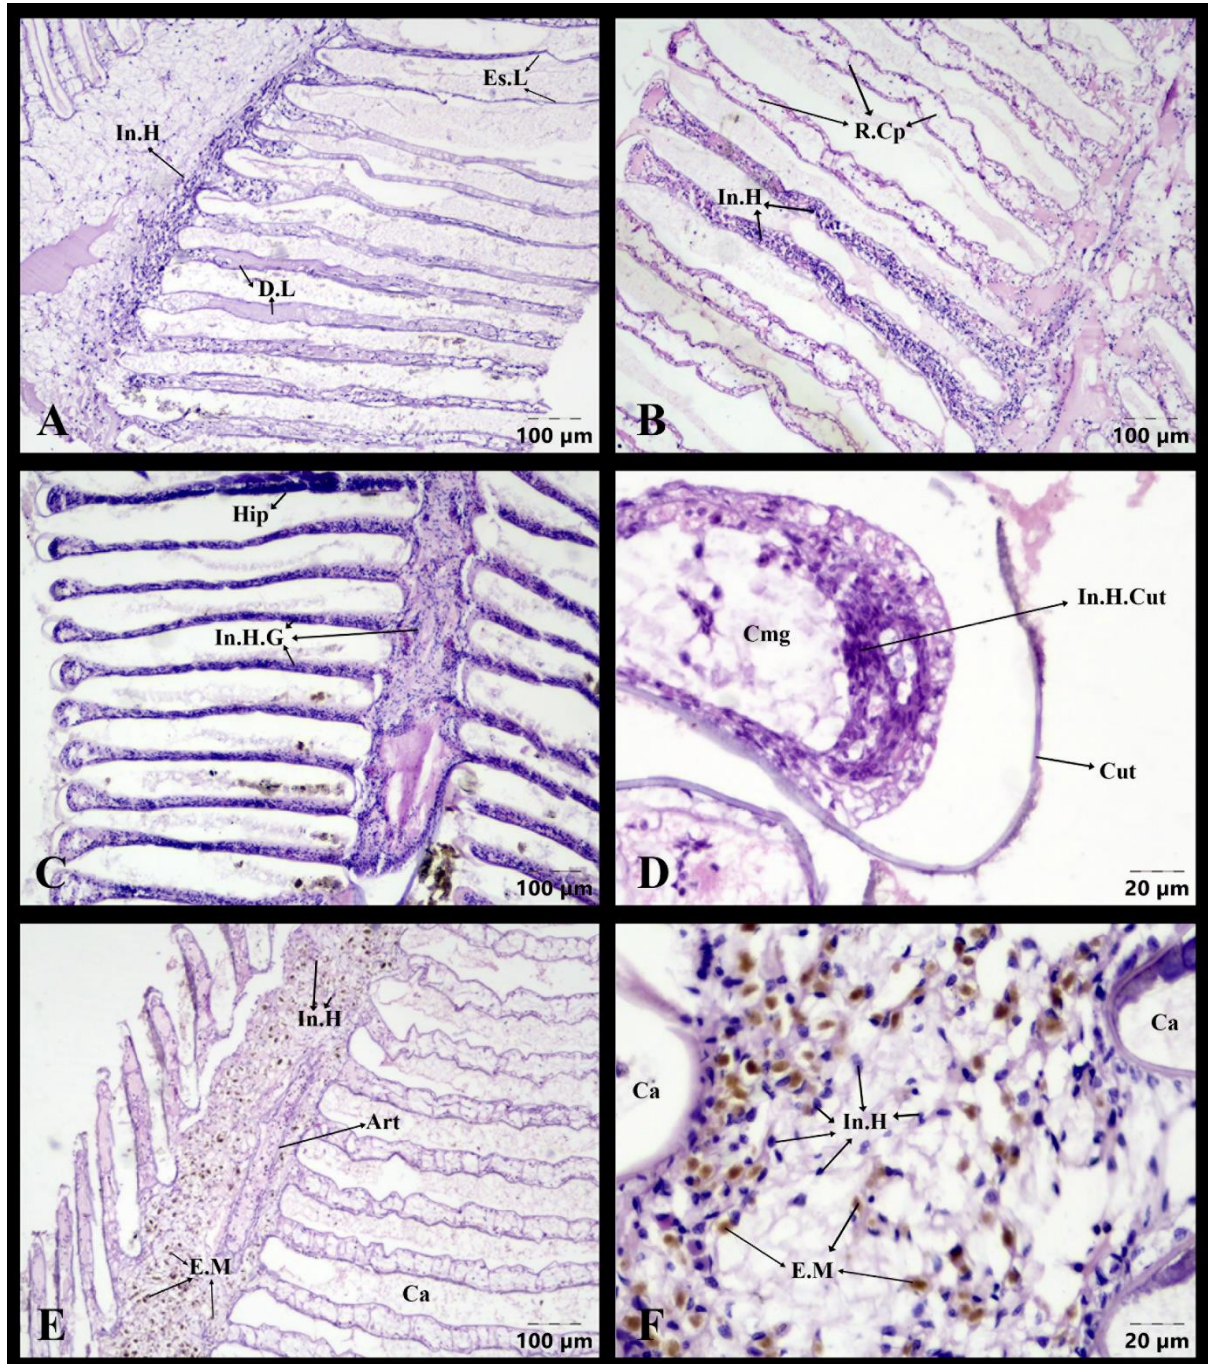 Es.L
In.H
D.L
A
100 µm
R.Cp
In.H
B
100 µm
Hip
In.H.G
C
100 µm
In.H.Cut
Cmg
Cut
D
20 µm
In.H
Art
E.M
Ca
E
100 µm
Ca
Ca
In.H
E.M
F
20 µm